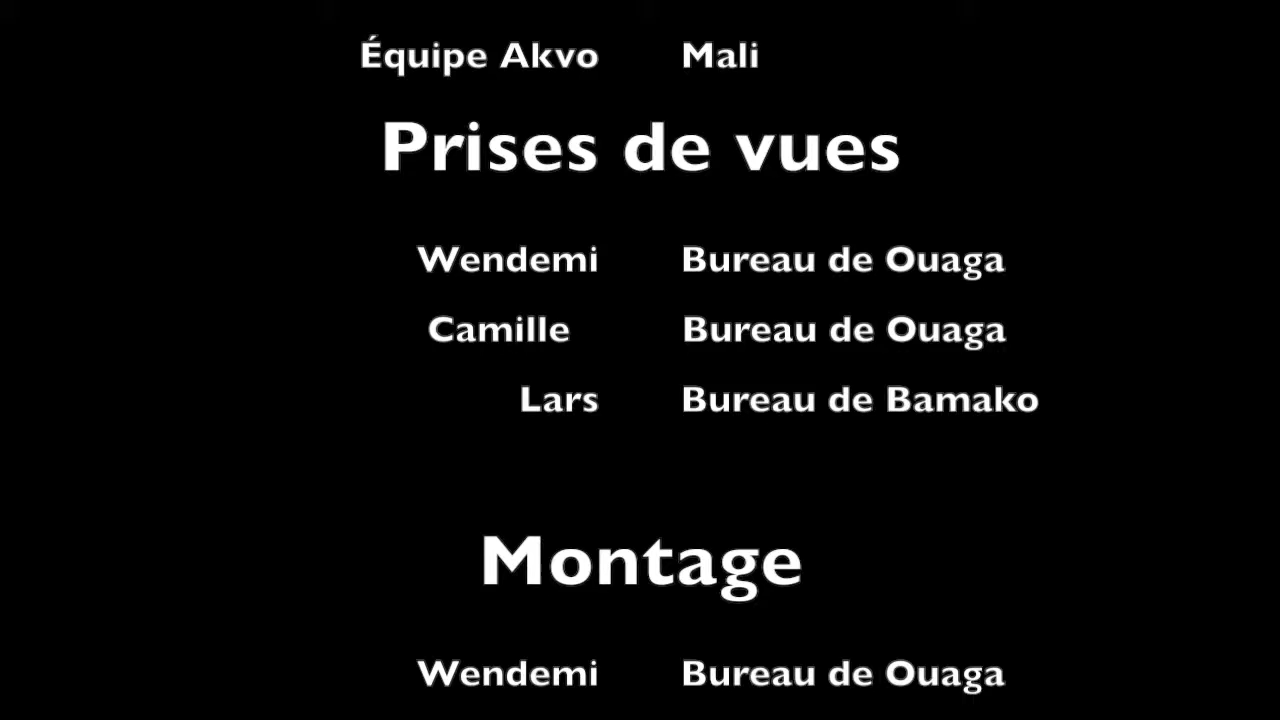 Équipe Akvo Mali
Prises de vues
Wendemi Bureau de Ouaga
Camille Bureau de Ouaga
Lars Bureau de Bamako
Montage
Wendemi Bureau de Ouaga